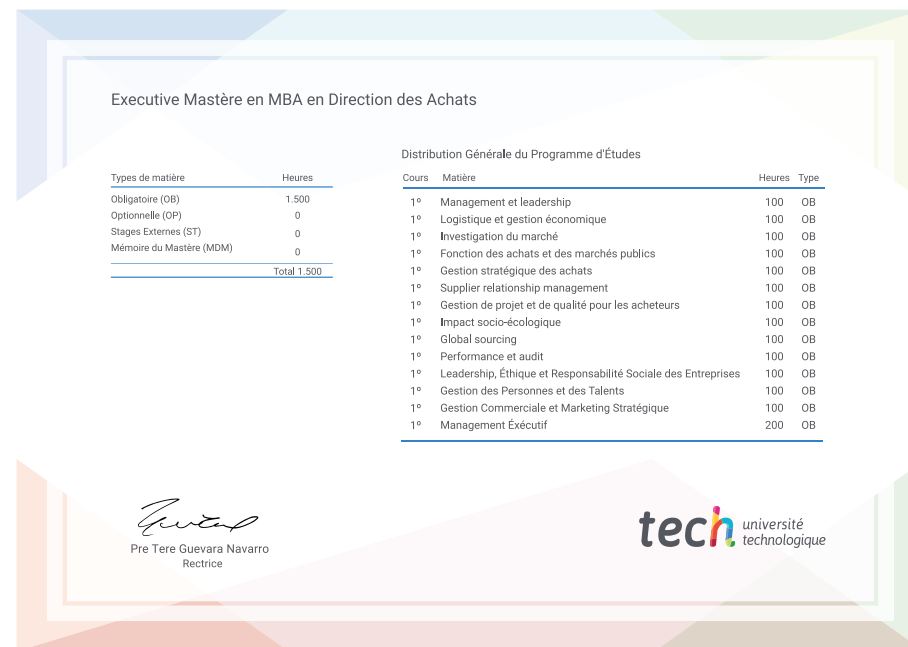 Executive Mastère en MBA en Direction des Achats
Types de matière Heures
Obligatoire (OB) 1.500
Optionnelle (OP) 0
Stages Externes (ST) 0
Mémoire du Mastère (MDM) 0
Total 1.500
Distribution Générale du Programme d'Études
Cours Matière Heures Type
1º Management et leadership 100 OB
1º Logistique et gestion économique 100 OB
1º Investigation du marché 100 OB
1º Fonction des achats et des marchés publics 100 OB
1º Gestion stratégique des achats 100 OB
1º Supplier relationship management 100 OB
1º Gestion de projet et de qualité pour les acheteurs 100 OB
1º Impact socio-écologique 100 OB
1º Global sourcing 100 OB
1º Performance et audit 100 OB
1º Leadership, Éthique et Responsabilité Sociale des Entreprises 100 OB
1º Gestion des Personnes et des Talents 100 OB
1º Gestion Commerciale et Marketing Stratégique 100 OB
1º Management Éxécutif 200 OB
Pre Tere Guevara Navarro
Rectrice
tech université
technologique